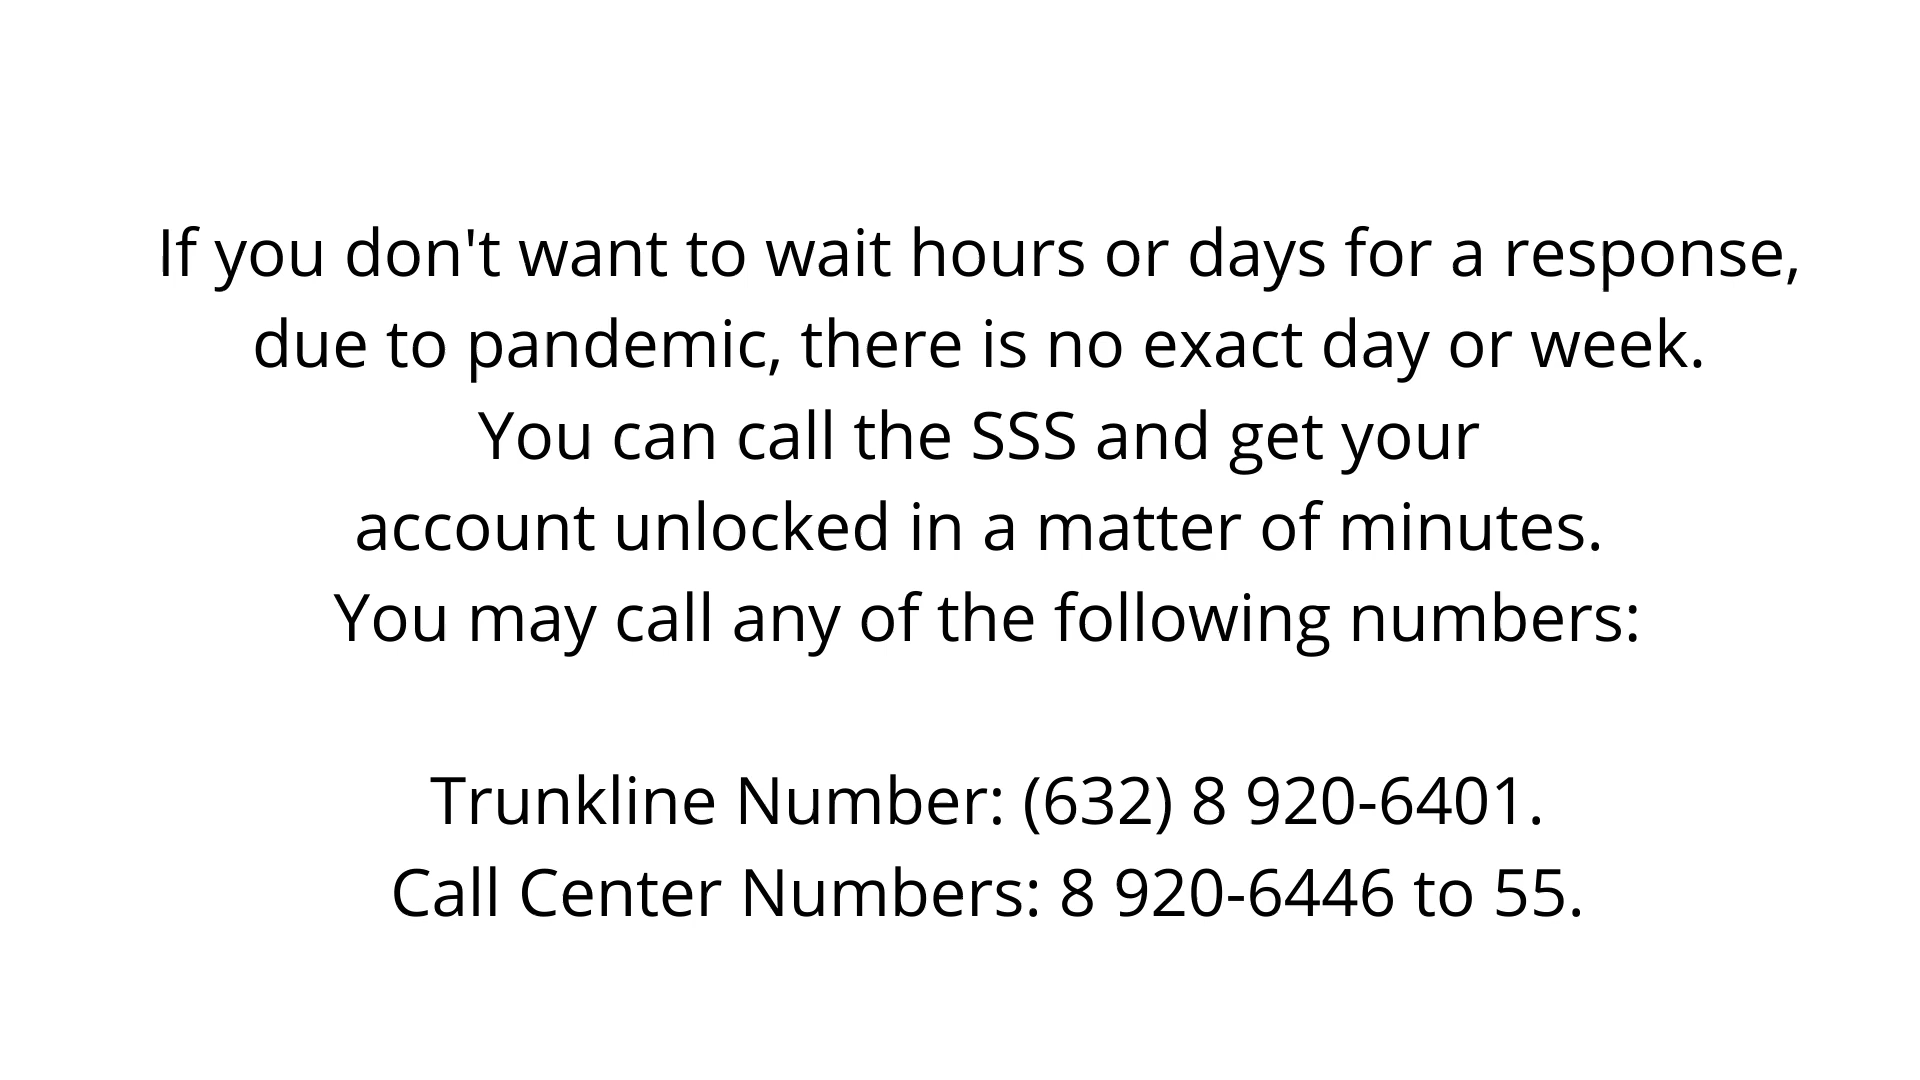 If you don't want to wait hours or days for a response,
due to pandemic, there is no exact day or week.
You can call the SSS and get your
account unlocked in a matter of minutes.
You may call any of the following numbers:
Trunkline Number: (632) 8 920-6401.
Call Center Numbers: 8 920-6446 to 55.